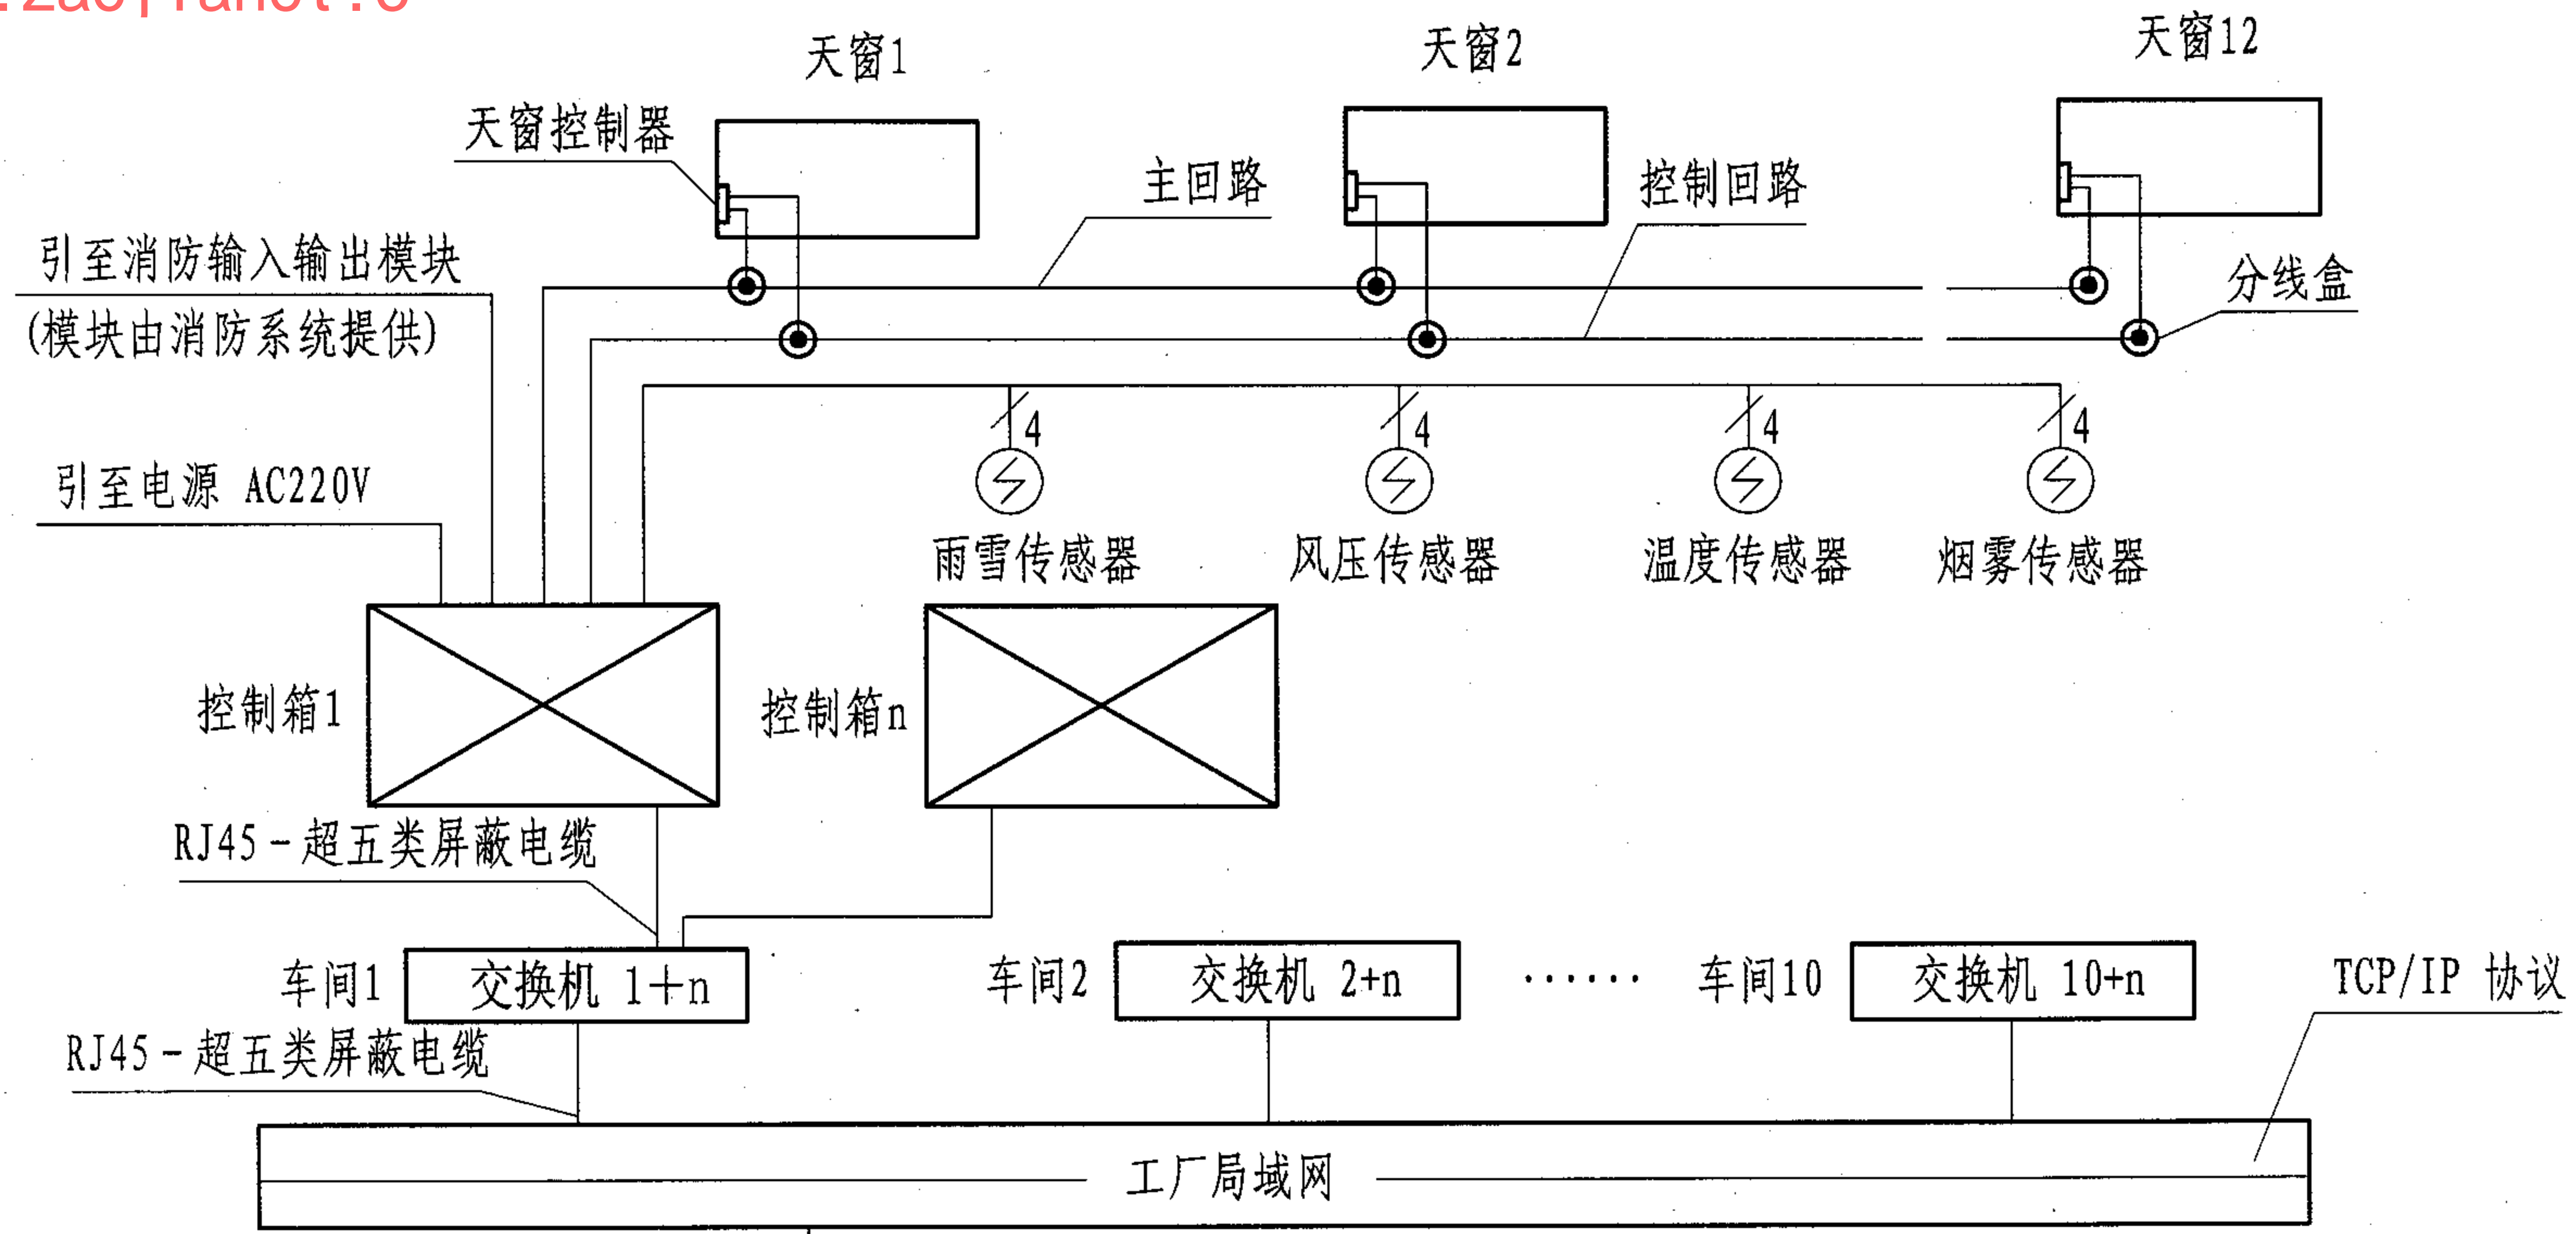 天窗1
天窗2
天窗12
天窗控制器
主回路
控制回路
引至消防输入输出模块
(模块由消防系统提供)
分线盒
4
4
4
4
引至电源 AC220V
雨雪传感器
风压传感器
温度传感器
烟雾传感器
控制箱1
控制箱n
RJ45-超五类屏蔽电缆
车间1
交换机 1+n
车间2
交换机 2+n
······
车间10
交换机 10+n
TCP/IP 协议
RJ45-超五类屏蔽电缆
工厂局域网